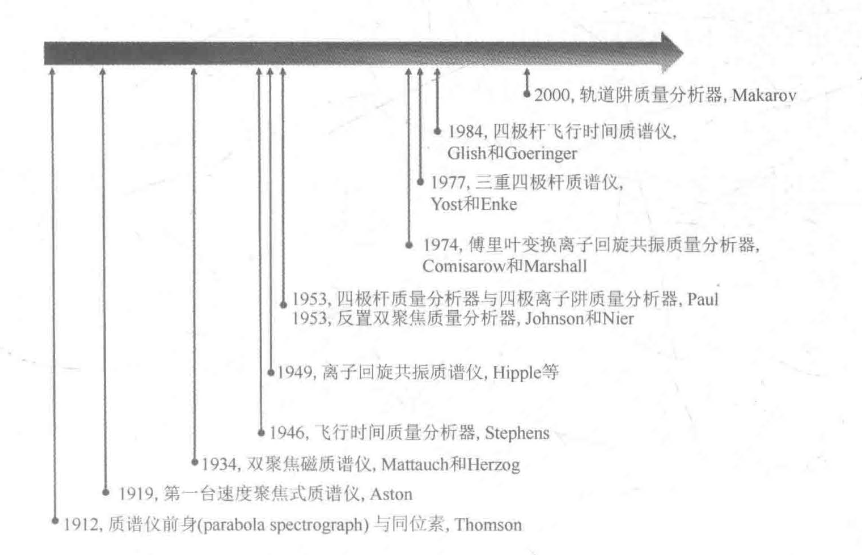 2000, 轨道阱质量分析器, Makarov
1984, 四极杆飞行时间质谱仪,
Glish和Goeringer
1977, 三重四极杆质谱仪,
Yost和Enke
1974, 傅里叶变换离子回旋共振质量分析器,
Comisarow和Marshall
1953, 四极杆质量分析器与四极离子阱质量分析器, Paul
1953, 反置双聚焦质量分析器, Johnson和Nier
1949, 离子回旋共振质谱仪, Hipple等
1946, 飞行时间质量分析器, Stephens
1934, 双聚焦磁质谱仪, Mattauch和Herzog
1919, 第一台速度聚焦式质谱仪, Aston
1912, 质谱仪前身(parabola spectrograph) 与同位素, Thomson